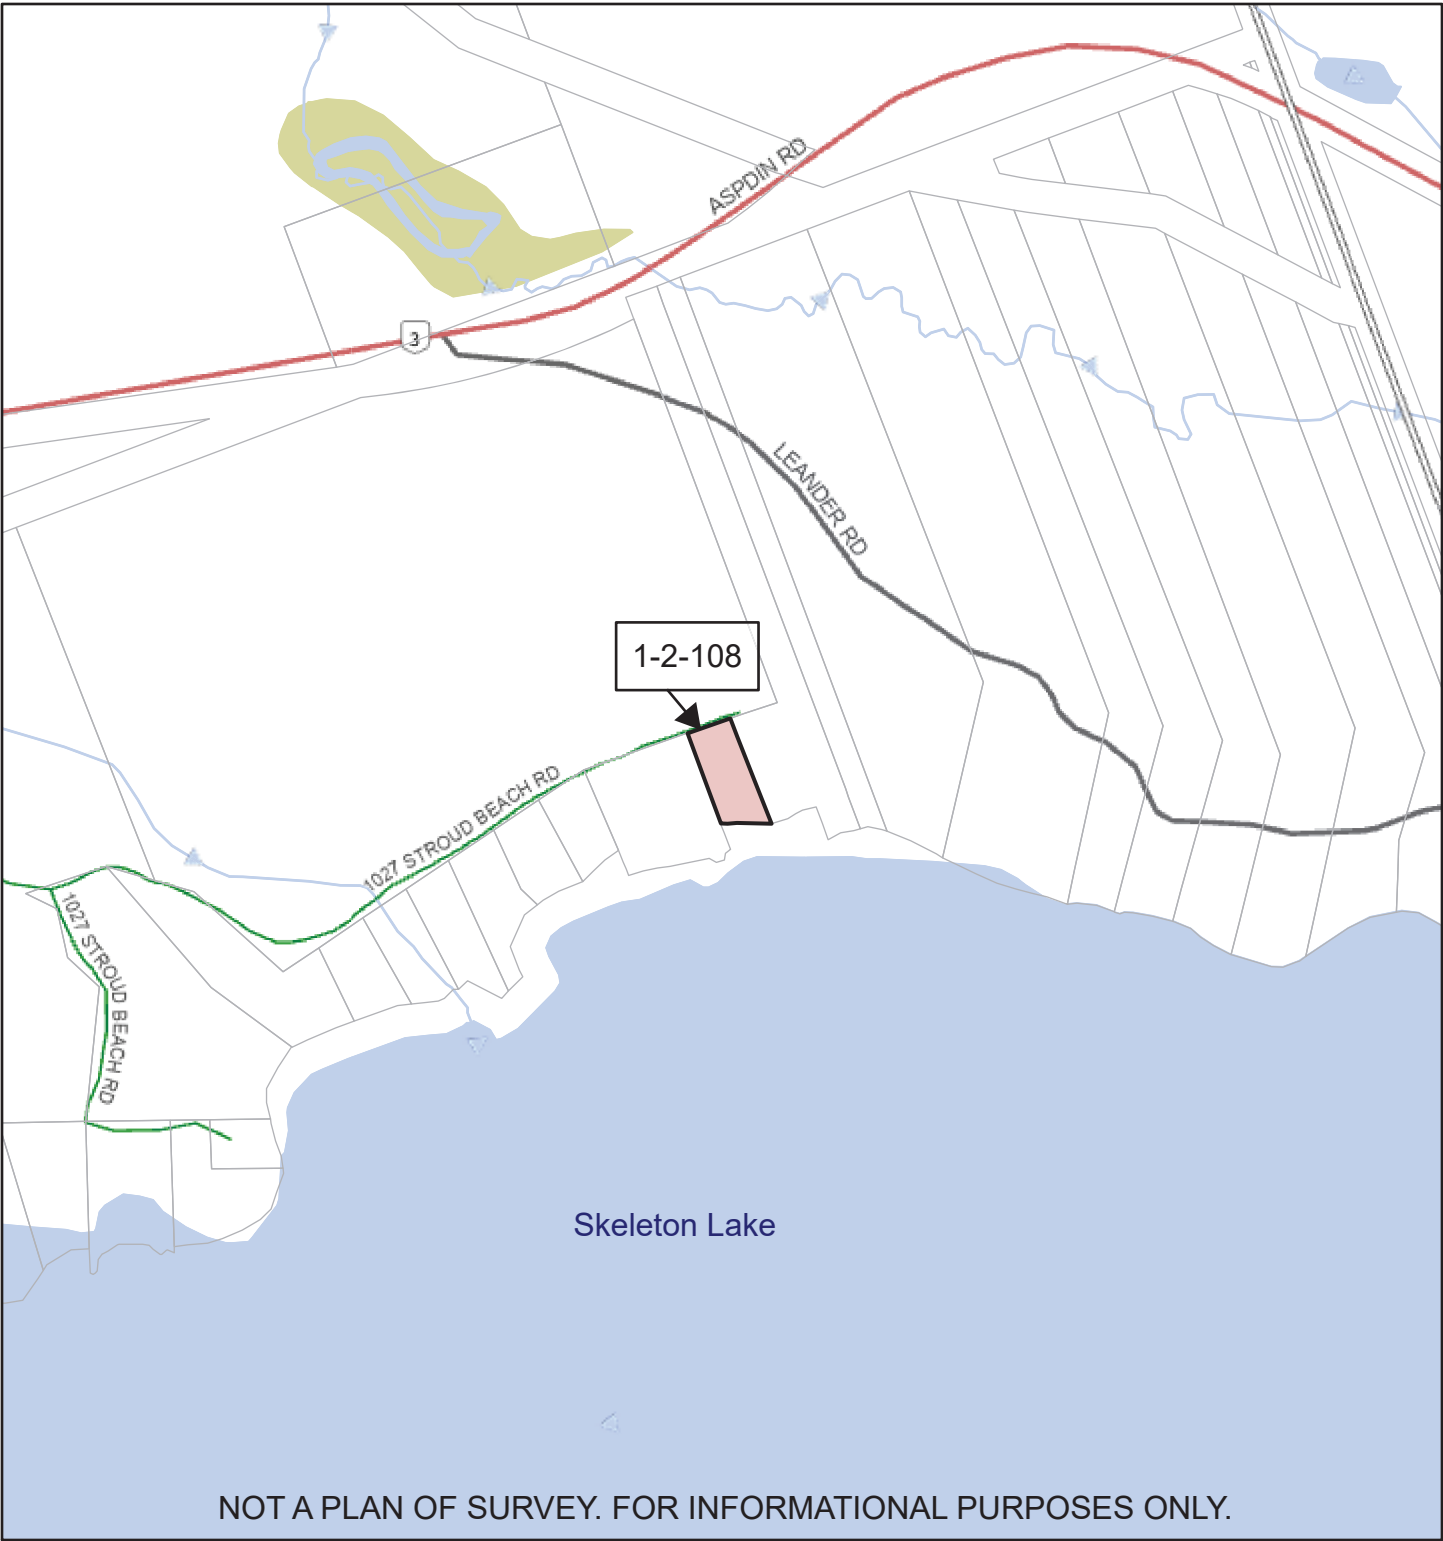 ASPDIN RD
3
LEANDER RD
1-2-108
1027 STROUD BEACH RD
1027 STROUD BEACH RD
Skeleton Lake
NOT A PLAN OF SURVEY. FOR INFORMATIONAL PURPOSES ONLY.